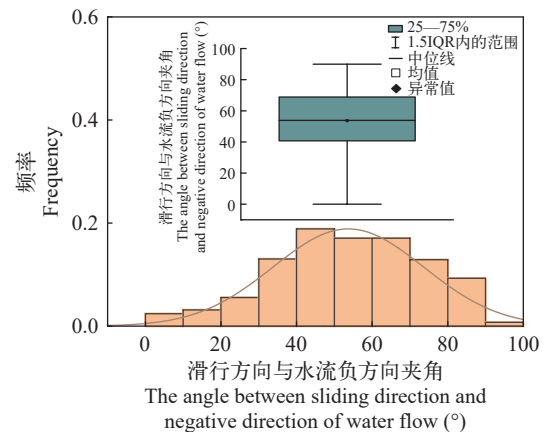 0.6
0.4
0.2
0.0
频率
Frequency
滑行方向与水流负方向夹角
The angle between sliding direction
and negative direction of water flow (°)
100
80
60
40
20
0
25—75%
1.5IQR内的范围
中位线
均值
异常值
0 20 40 60 80 100
滑行方向与水流负方向夹角
The angle between sliding direction and
negative direction of water flow (°)